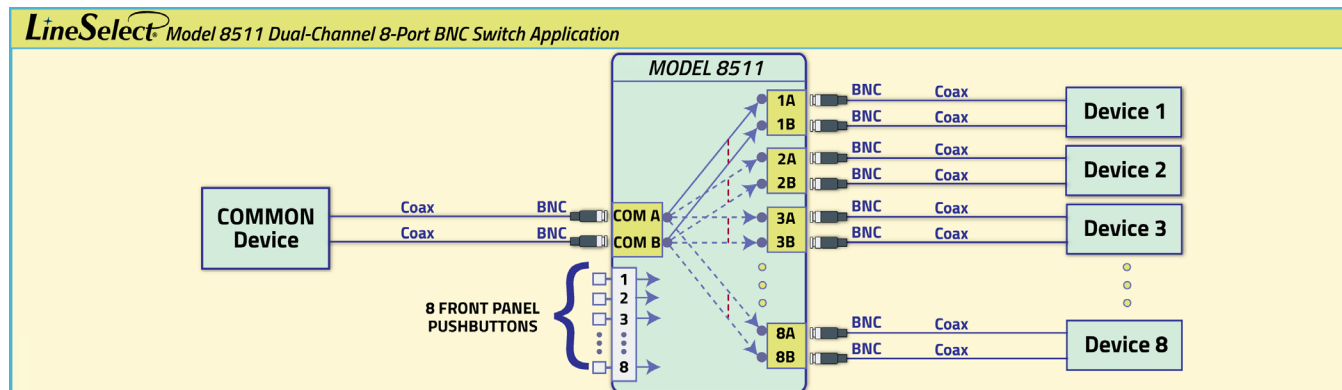 LineSelect® Model 8511 Dual-Channel 8-Port BNC Switch Application
MODEL 8511
1A BNC Coax
1B BNC Coax
Device 1
2A BNC Coax
2B BNC Coax
Device 2
COMMON
Device
Coax BNC COM A
Coax BNC COM B
3A BNC Coax
3B BNC Coax
Device 3
8 FRONT PANEL
PUSHBUTTONS
1
2
3
8
8A BNC Coax
8B BNC Coax
Device 8